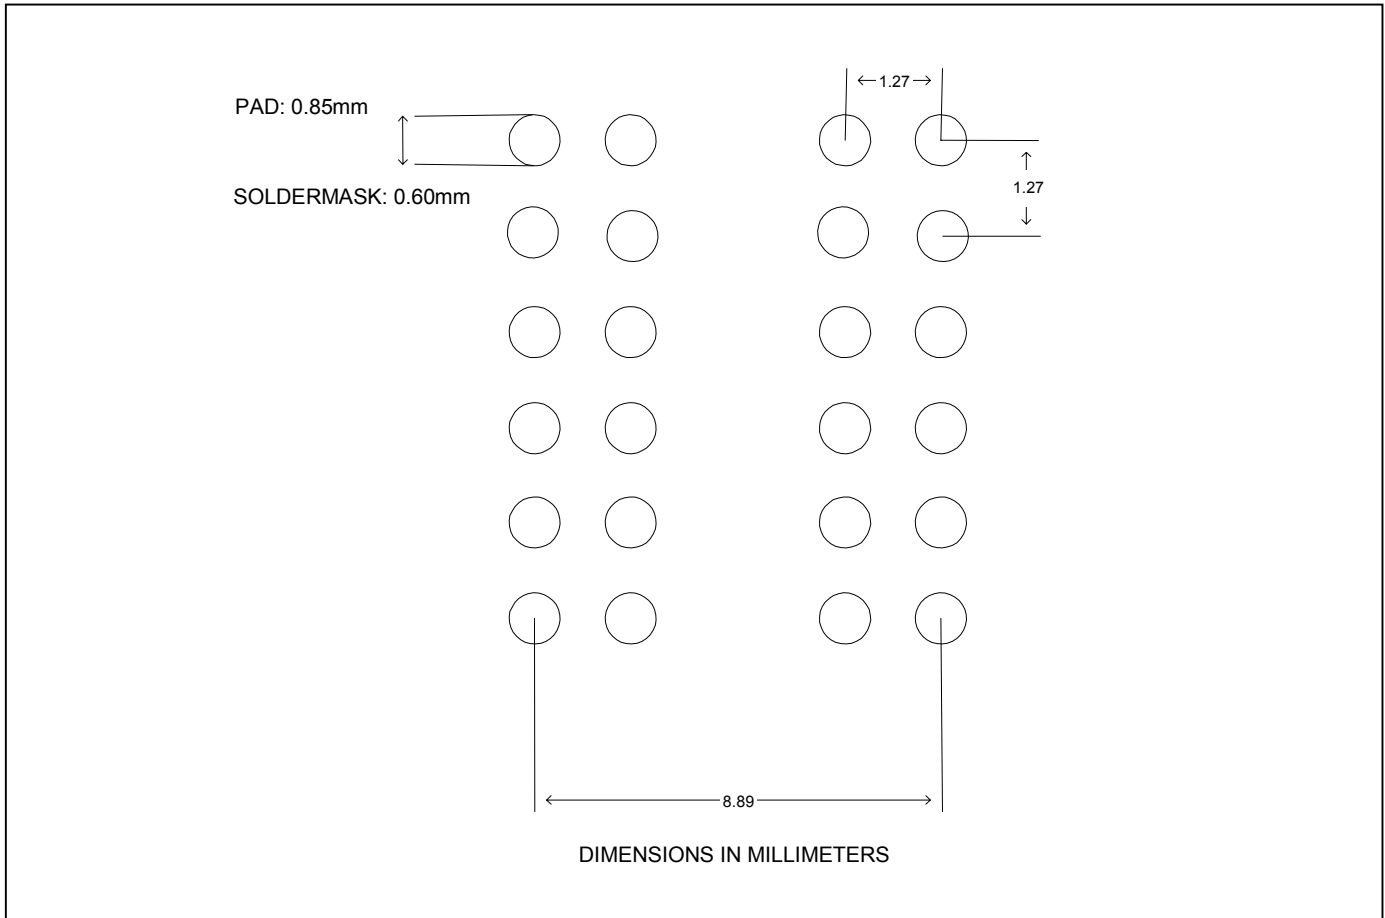 1.27
PAD: 0.85mm
1.27
SOLDERMASK: 0.60mm
8.89
DIMENSIONS IN MILLIMETERS